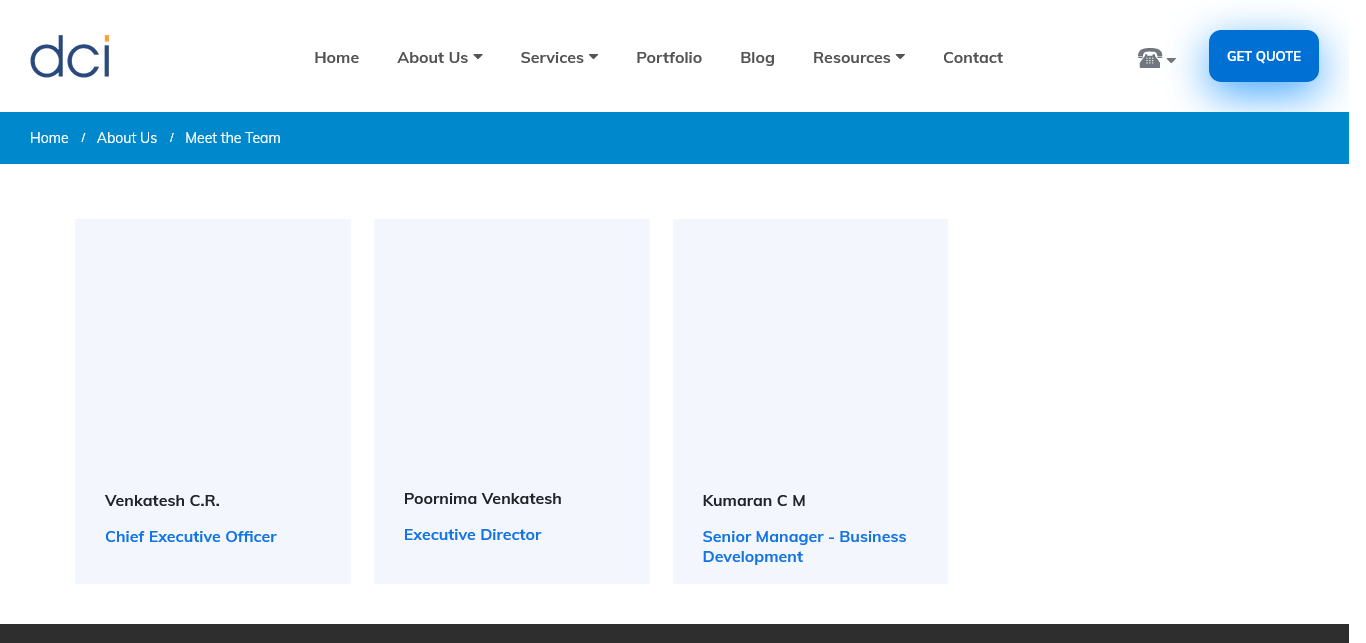 dci
Home
About Us
Services
Portfolio
Blog
Resources
Contact
GET QUOTE
Home / About Us / Meet the Team
Venkatesh C.R.
Chief Executive Officer
Poornima Venkatesh
Executive Director
Kumaran C M
Senior Manager - Business
Development